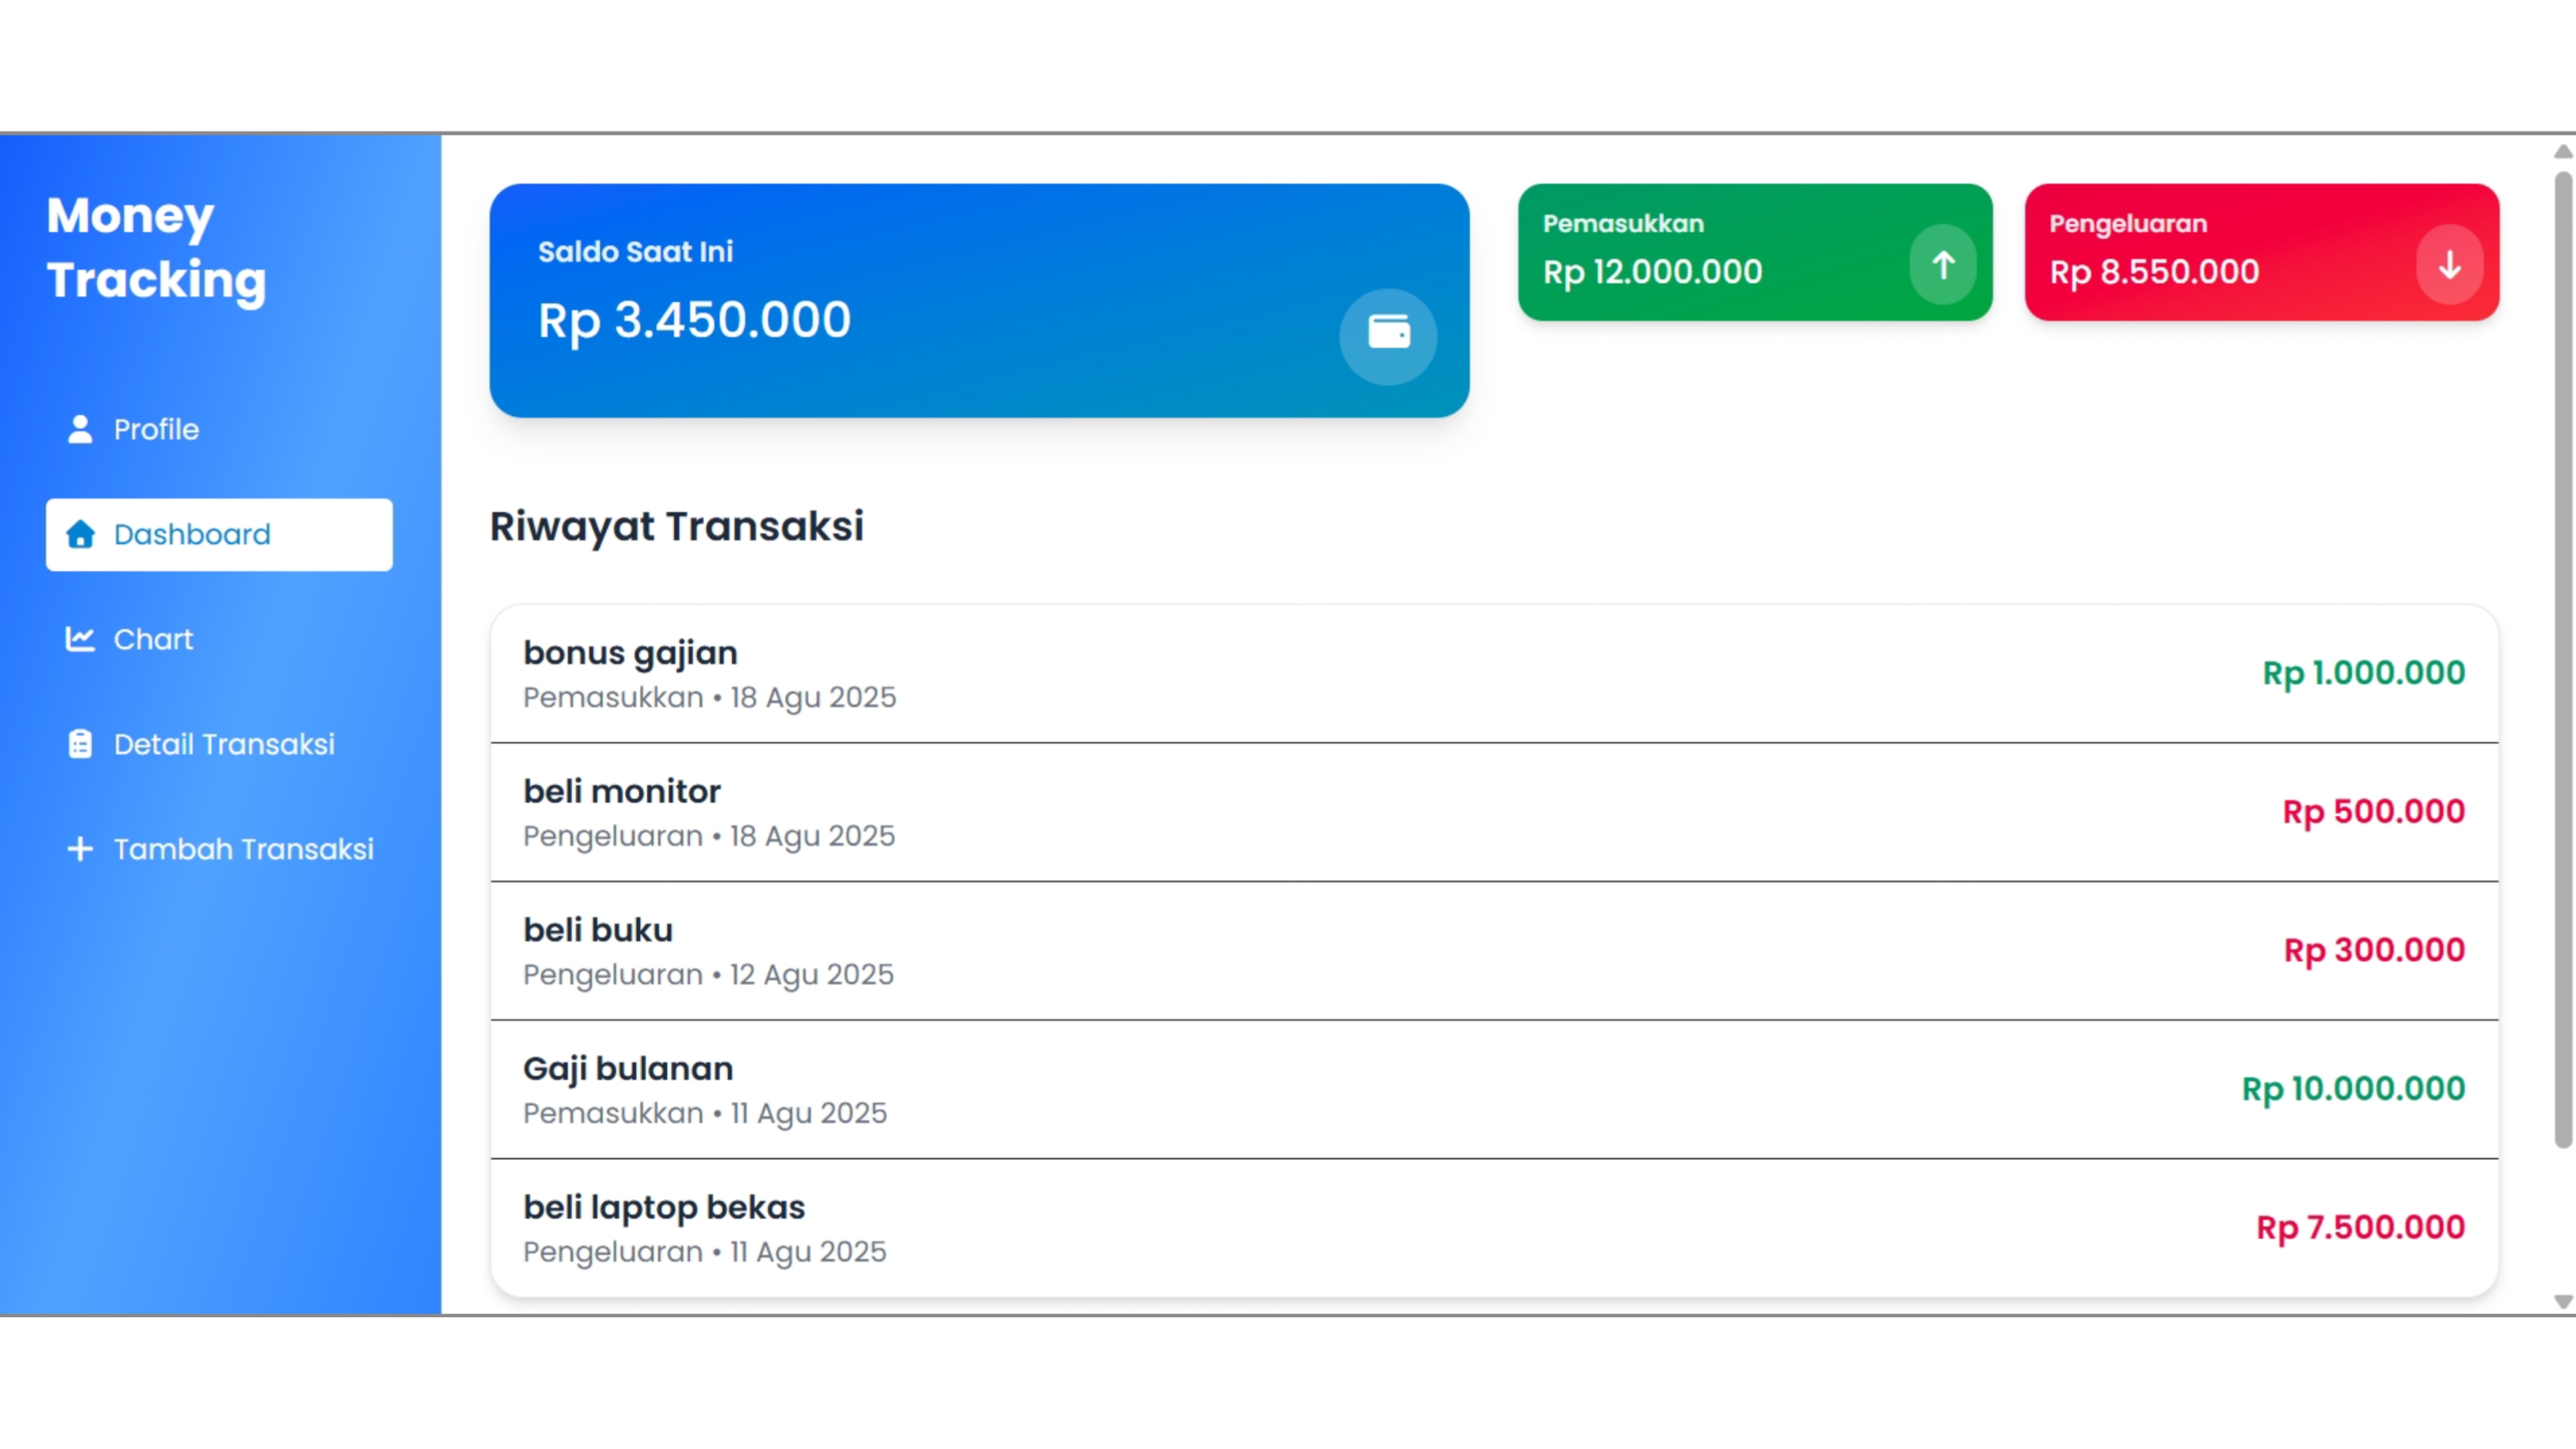 Money
Tracking
Profile
Dashboard
Chart
Detail Transaksi
Tambah Transaksi
Saldo Saat Ini
Rp 3.450.000
Pemasukkan
Rp 12.000.000
Pengeluaran
Rp 8.550.000
Riwayat Transaksi
bonus gajian
Pemasukkan • 18 Agu 2025
Rp 1.000.000
beli monitor
Pengeluaran • 18 Agu 2025
Rp 500.000
beli buku
Pengeluaran • 12 Agu 2025
Rp 300.000
Gaji bulanan
Pemasukkan • 11 Agu 2025
Rp 10.000.000
beli laptop bekas
Pengeluaran • 11 Agu 2025
Rp 7.500.000